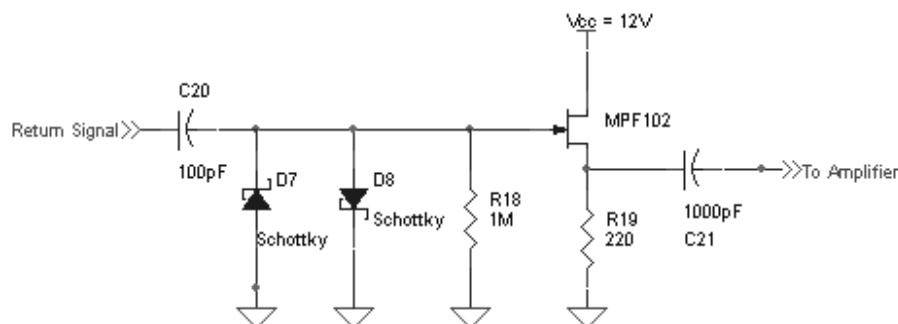 Vcc = 12V
C20
Return Signal
100pF
D7
Schottky
D8
Schottky
R18
1M
MPF102
R19
220
1000pF
C21
To Amplifier